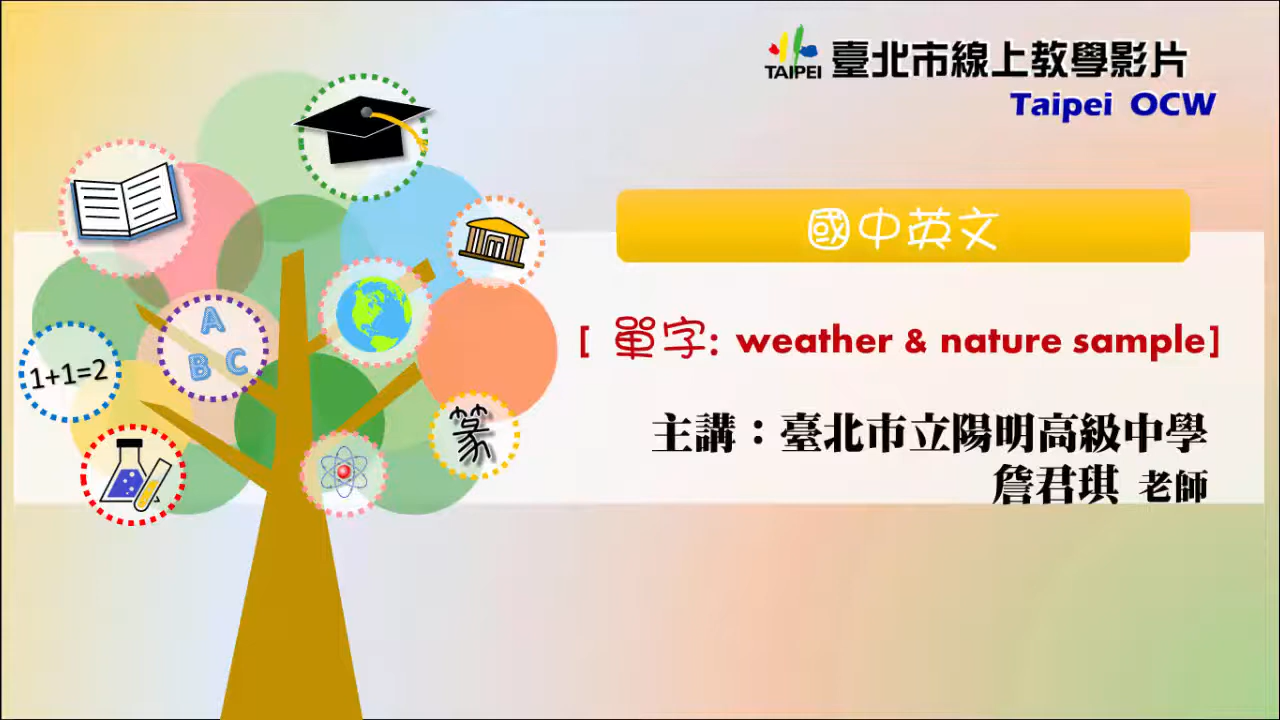 TAIPEI 臺北市線上教學影片
Taipei OCW
國中英文
[ 單字: weather & nature sample]
主講：臺北市立陽明高級中學
詹君琪 老師
A
B C
1+1=2
篆